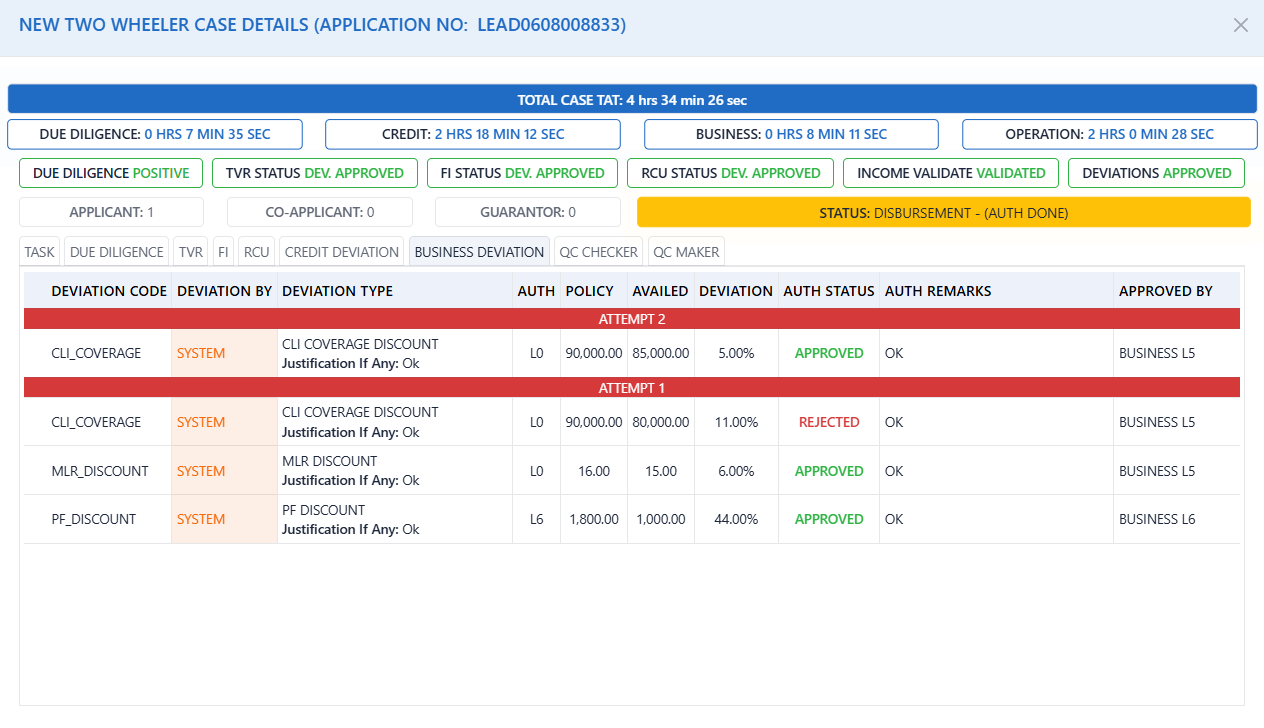 NEW TWO WHEELER CASE DETAILS (APPLICATION NO: LEAD0608008833)
TOTAL CASE TAT: 4 hrs 34 min 26 sec
DUE DILIGENCE: 0 HRS 7 MIN 35 SEC CREDIT: 2 HRS 18 MIN 12 SEC BUSINESS: 0 HRS 8 MIN 11 SEC OPERATION: 2 HRS 0 MIN 28 SEC
DUE DILIGENCE POSITIVE TVR STATUS DEV. APPROVED FI STATUS DEV. APPROVED RCU STATUS DEV. APPROVED INCOME VALIDATE VALIDATED DEVIATIONS APPROVED
APPLICANT: 1 CO-APPLICANT: 0 GUARANTOR: 0 STATUS: DISBURSEMENT - (AUTH DONE)
TASK DUE DILIGENCE TVR FI RCU CREDIT DEVIATION BUSINESS DEVIATION QC CHECKER QC MAKER
DEVIATION CODE DEVIATION BY DEVIATION TYPE AUTH POLICY AVAILED DEVIATION AUTH STATUS AUTH REMARKS APPROVED BY
ATTEMPT 2
CLI_COVERAGE SYSTEM CLI COVERAGE DISCOUNT L0 90,000.00 85,000.00 5.00% APPROVED OK BUSINESS L5
Justification If Any: Ok
ATTEMPT 1
CLI_COVERAGE SYSTEM CLI COVERAGE DISCOUNT L0 90,000.00 80,000.00 11.00% REJECTED OK BUSINESS L5
Justification If Any: Ok
MLR_DISCOUNT SYSTEM MLR DISCOUNT L0 16.00 15.00 6.00% APPROVED OK BUSINESS L5
Justification If Any: Ok
PF_DISCOUNT SYSTEM PF DISCOUNT L6 1,800.00 1,000.00 44.00% APPROVED OK BUSINESS L6
Justification If Any: Ok